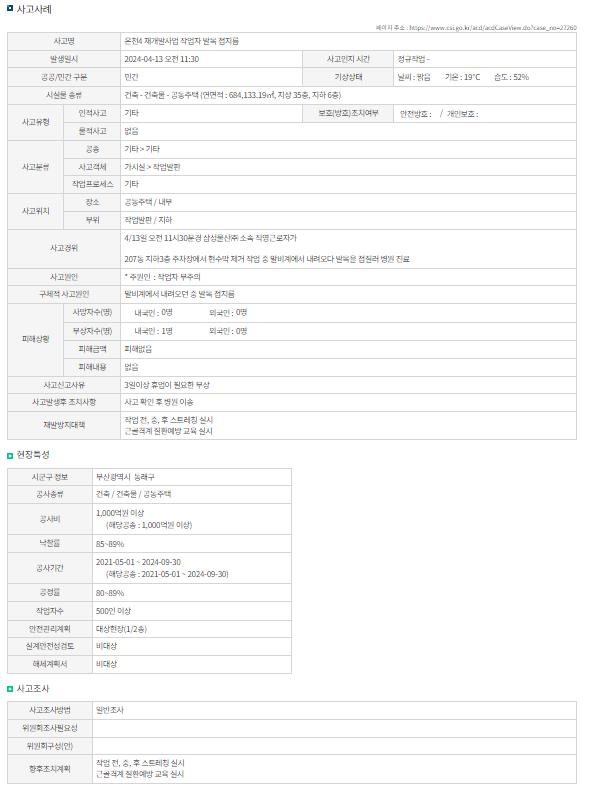 사고사례
페이지 주소 : https://www.csi.go.kr/acd/acdCaseView.do?case_no=27260
사고명 온천4 재개발사업 작업자 발목 접지름
발생일시 2024-04-13 오전 11:30 사고인지 시간 정규작업 -
공공/민간 구분 민간 기상상태 날씨 : 맑음 기온 : 19℃ 습도 : 52%
시설물 종류 건축 - 건축물 - 공동주택 (연면적 : 684,133.19㎡, 지상 35층, 지하 6층)
사고유형 인적사고 기타 보호(방호)조치여부 안전방호 : / 개인보호 :
물적사고 없음
사고분류 공종 기타 > 기타
사고객체 가시설 > 작업발판
작업프로세스 기타
사고위치 장소 공동주택 / 내부
부위 작업발판 / 지하
사고경위 4/13일 오전 11시30분경 삼성물산㈜ 소속 직영근로자가
207동 지하3층 주차장에서 현수막 제거 작업 중 말비계에서 내려오다 발목을 접질러 병원 진료
사고원인 * 주원인 : 작업자 부주의
구체적 사고원인 말비계에서 내려오던 중 발목 접지름
피해상황 사망자수(명) 내국인 : 0명 외국인 : 0명
부상자수(명) 내국인 : 1명 외국인 : 0명
피해금액 피해없음
피해내용 없음
사고신고사유 3일이상 휴업이 필요한 부상
사고발생후 조치사항 사고 확인 후 병원 이송
재발방지대책 작업 전, 중, 후 스트레칭 실시
근골격계 질환예방 교육 실시
현장특성
시군구 정보 부산광역시 동래구
공사종류 건축 / 건축물 / 공동주택
공사비 1,000억원 이상
(해당공종 : 1,000억원 이상)
낙찰률 85~89%
공사기간 2021-05-01 ~ 2024-09-30
(해당공종 : 2021-05-01 ~ 2024-09-30)
공정률 80~89%
작업자수 500인 이상
안전관리계획 대상현장(1/2종)
설계안전성검토 비대상
해체계획서 비대상
사고조사
사고조사방법 일반조사
위원회조사필요성
위원회구성(안)
향후조치계획 작업 전, 중, 후 스트레칭 실시
근골격계 질환예방 교육 실시